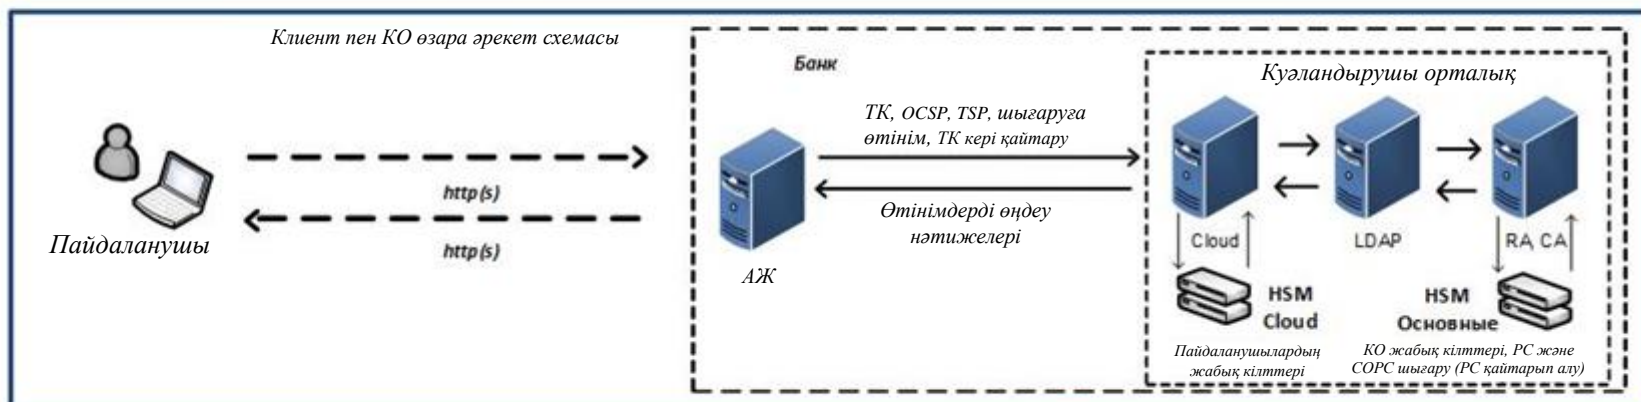 Клиент пен КО өзара әрекет схемасы
http(s)
http(s)
Пайдаланушы
Банк
АЖ
ТК, OCSP, TSP, шығаруға
өтінім, ТК кері қайтару
Өтінімдерді өңдеу
нәтижелері
Куәландырушы орталық
Cloud
LDAP
RA, CA
HSM
Cloud
HSM
Основные
Пайдаланушылардың
жабық кілттері
КО жабық кілттері, РС және
СОРС шығару (РС қайтарып алу)